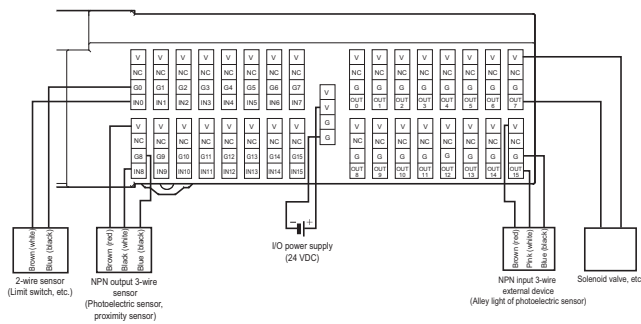 V V V V V V V V V V V V V V V V
NC NC NC NC NC NC NC NC NC NC NC NC NC NC NC NC
G0 G1 G2 G3 G4 G5 G6 G7 G G G G G G G G
IN0 IN1 IN2 IN3 IN4 IN5 IN6 IN7 OUT 0 OUT 1 OUT 2 OUT 3 OUT 4 OUT 5 OUT 6 OUT 7
V
V
G
G
V V V V V V V V V V V V V V V V
NC NC NC NC NC NC NC NC NC NC NC NC NC NC NC NC
G8 G9 G10 G11 G12 G13 G14 G15 G G G G G G G G
IN8 IN9 IN10 IN11 IN12 IN13 IN14 IN15 OUT 8 OUT 9 OUT 10 OUT 11 OUT 12 OUT 13 OUT 14 OUT 15
− +
I/O power supply
(24 VDC)
Brown (white)
Blue (black)
2-wire sensor
(Limit switch, etc.)
Brown (red)
Black (white)
Blue (black)
NPN output 3-wire
sensor
(Photoelectric sensor,
proximity sensor)
Brown (red)
Pink (white)
Blue (black)
NPN input 3-wire
external device
(Alley light of photoelectric sensor)
Solenoid valve, etc